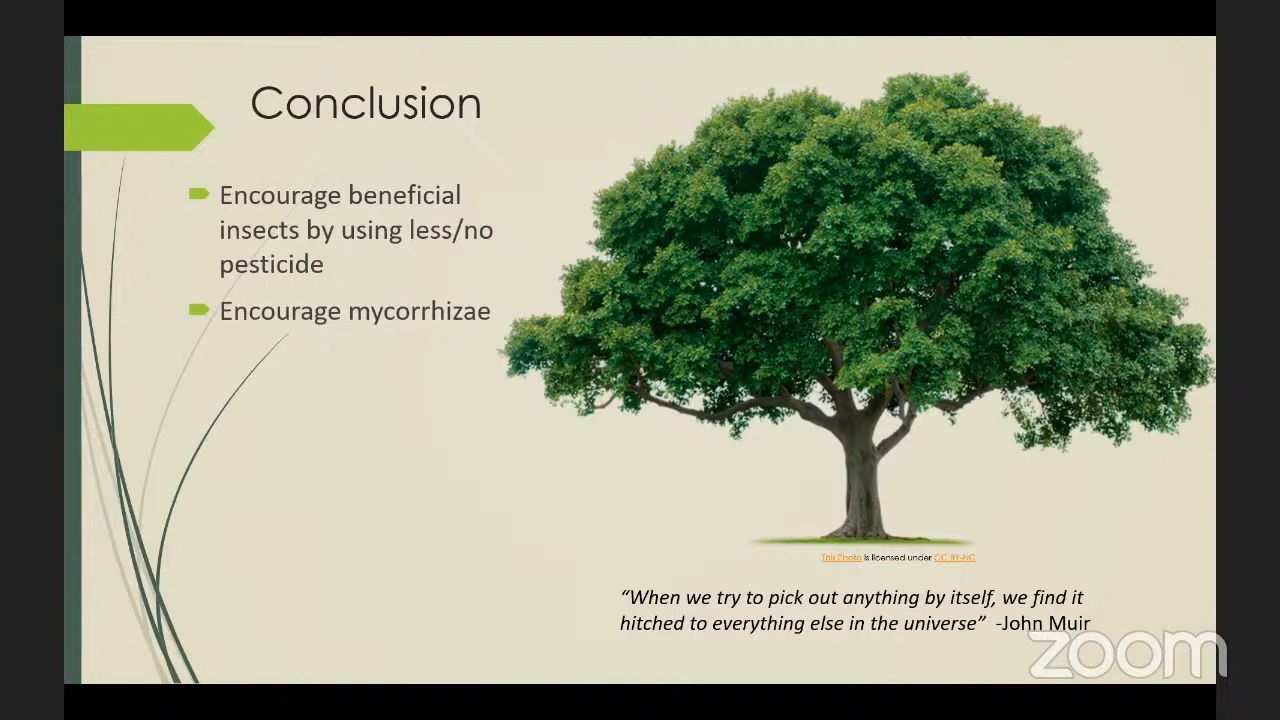 Conclusion
Encourage beneficial
insects by using less/no
pesticide
Encourage mycorrhizae
This Photo is licensed under CC BY-NC
“When we try to pick out anything by itself, we find it
hitched to everything else in the universe” -John Muir
zoom